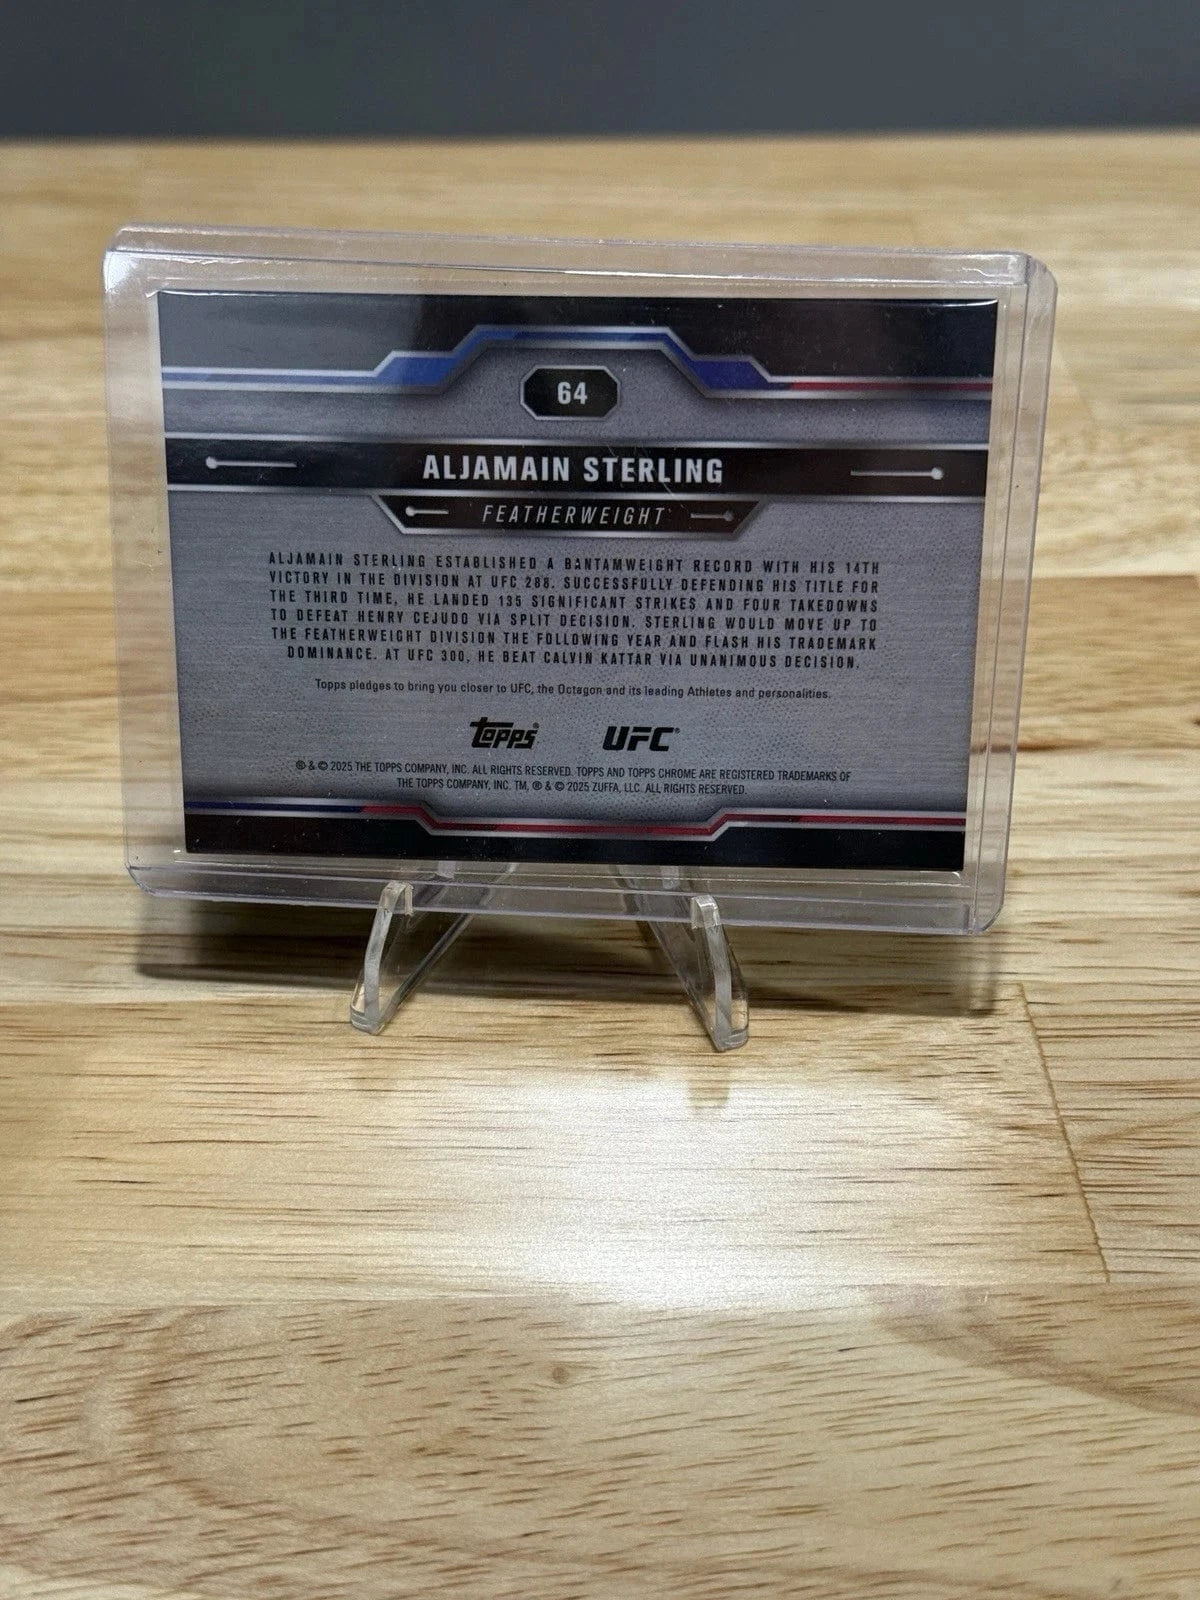 64
ALJAMAIN STERLING
FEATHERWEIGHT
ALJAMAIN STERLING ESTABLISHED A BANTAMWEIGHT RECORD WITH HIS 14TH
VICTORY IN THE DIVISION AT UFC 288. SUCCESSFULLY DEFENDING HIS TITLE FOR
THE THIRD TIME, HE LANDED 135 SIGNIFICANT STRIKES AND FOUR TAKEDOWNS
TO DEFEAT HENRY CEJUDO VIA SPLIT DECISION. STERLING WOULD MOVE UP TO
THE FEATHERWEIGHT DIVISION THE FOLLOWING YEAR AND FLASH HIS TRADEMARK
DOMINANCE. AT UFC 300, HE BEAT CALVIN KATTAR VIA UNANIMOUS DECISION.
Topps pledges to bring you closer to UFC, the Octagon and its leading Athletes and personalities.
Topps® UFC®
® & © 2025 THE TOPPS COMPANY, INC. ALL RIGHTS RESERVED. TOPPS AND TOPPS CHROME ARE REGISTERED TRADEMARKS OF
THE TOPPS COMPANY, INC. TM, ® & © 2025 ZUFFA, LLC. ALL RIGHTS RESERVED.